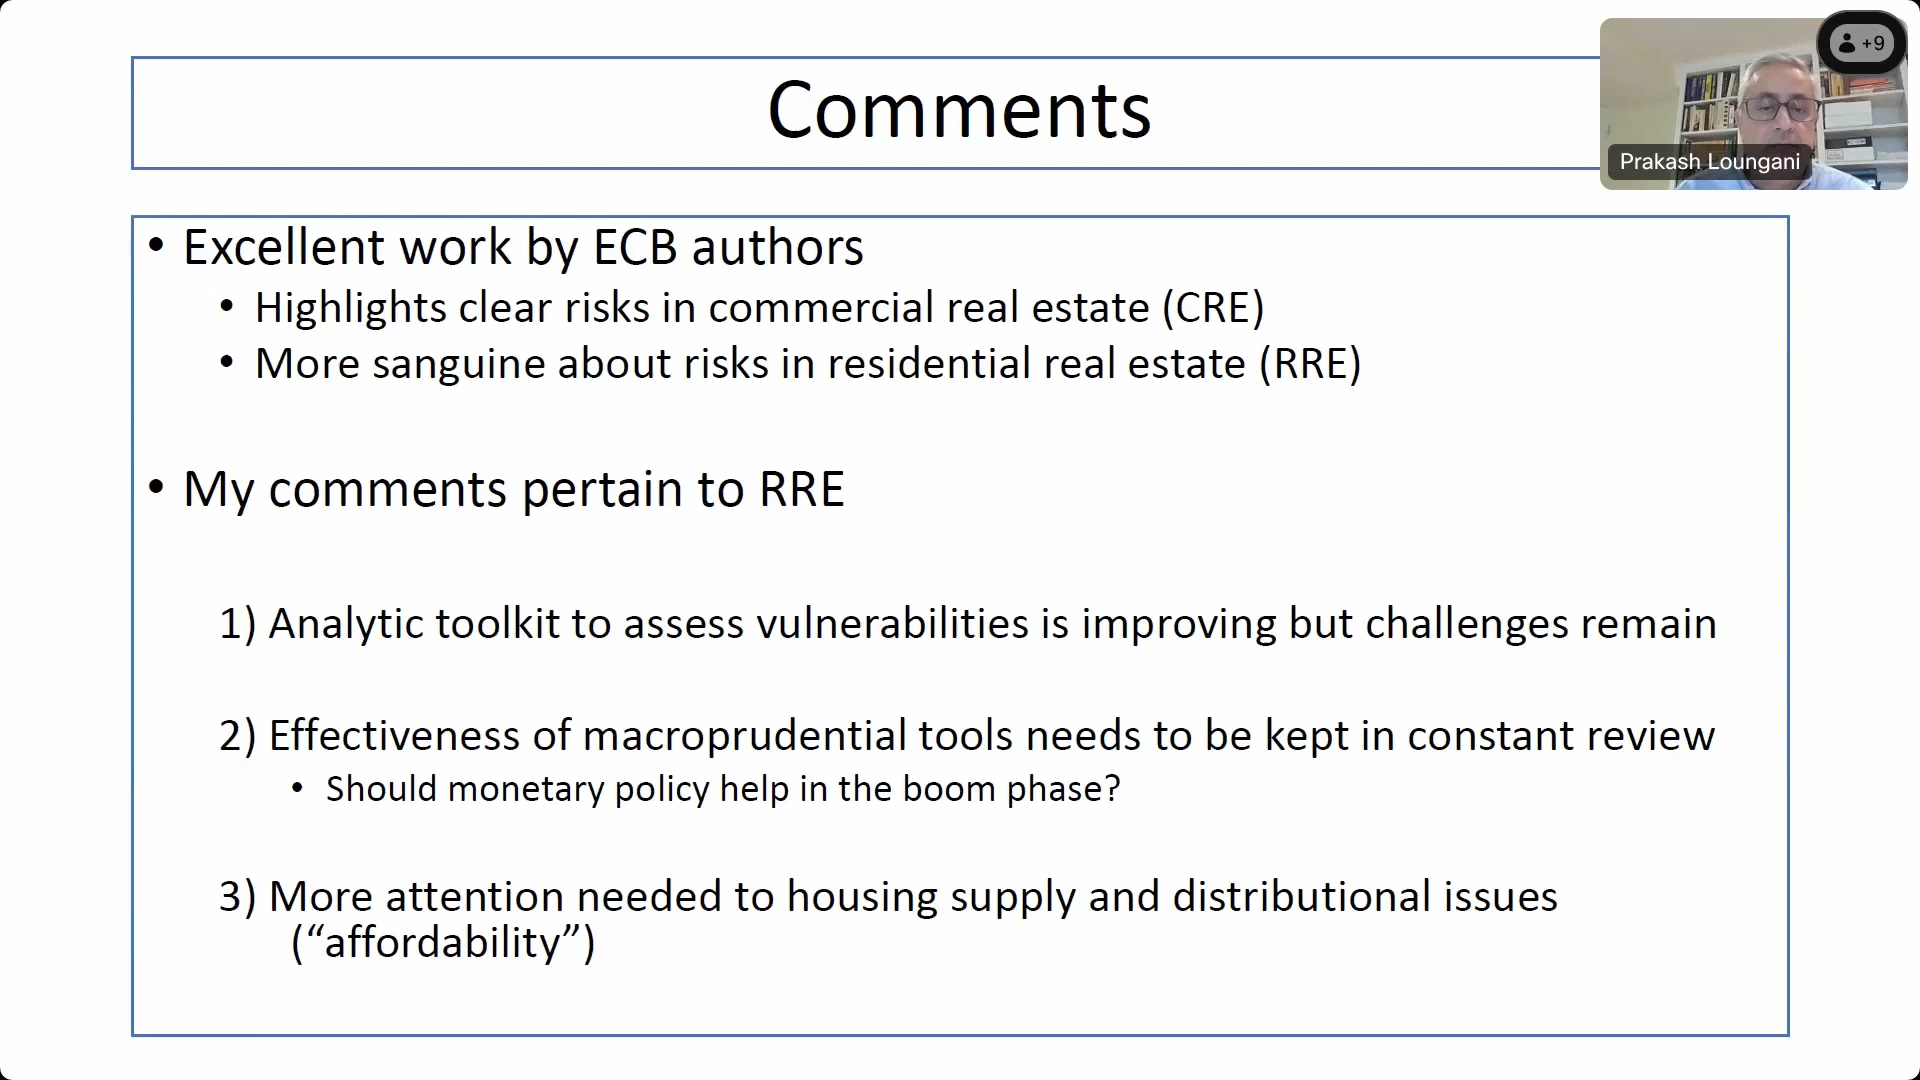 Comments
+9
Prakash Loungani
• Excellent work by ECB authors
• Highlights clear risks in commercial real estate (CRE)
• More sanguine about risks in residential real estate (RRE)
• My comments pertain to RRE
1) Analytic toolkit to assess vulnerabilities is improving but challenges remain
2) Effectiveness of macroprudential tools needs to be kept in constant review
• Should monetary policy help in the boom phase?
3) More attention needed to housing supply and distributional issues
(“affordability”)